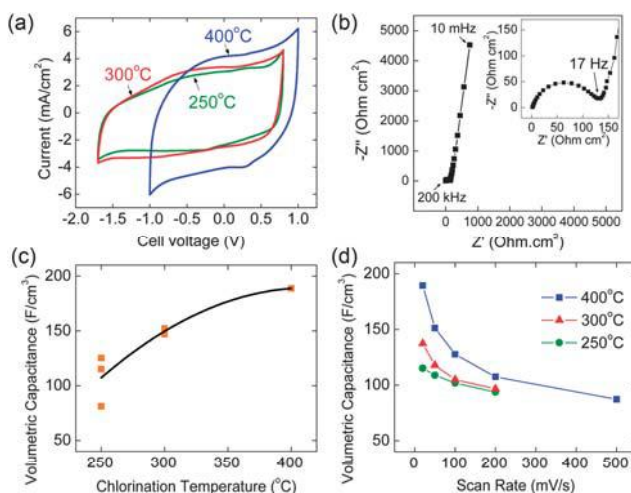 (a)
Current (mA/cm²)
6
4
2
0
-2
-4
-6
400°C
300°C
250°C
-2.0 -1.5 -1.0 -0.5 0.0 0.5 1.0
Cell voltage (V)
(b)
-Z" (Ohm cm²)
5000
4000
3000
2000
1000
0
10 mHz
200 kHz
0 1000 2000 3000 4000 5000
Z' (Ohm.cm²)
-Z" (Ohm cm²)
150
100
50
0
17 Hz
0 50 100 150
Z' (Ohm cm²)
(c)
Volumetric Capacitance (F/cm³)
200
150
100
50
250 300 350 400
Chlorination Temperature (°C)
(d)
Volumetric Capacitance (F/cm³)
200
150
100
50
400°C
300°C
250°C
0 100 200 300 400 500
Scan Rate (mV/s)